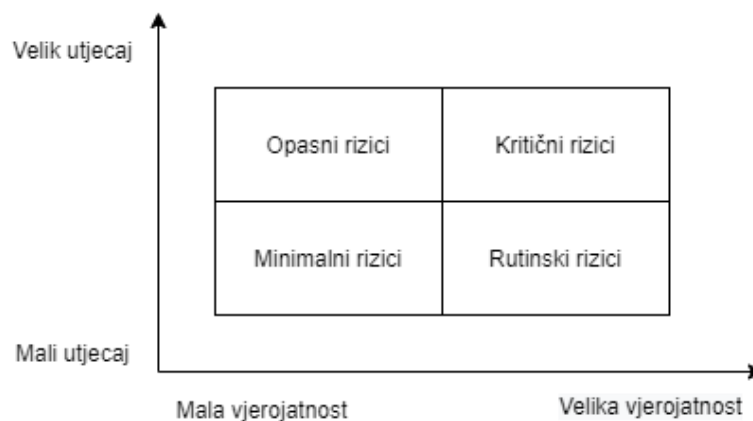 Velik utjecaj
Opasni rizici
Kritični rizici
Minimalni rizici
Rutinski rizici
Mali utjecaj
Mala vjerojatnost
Velika vjerojatnost